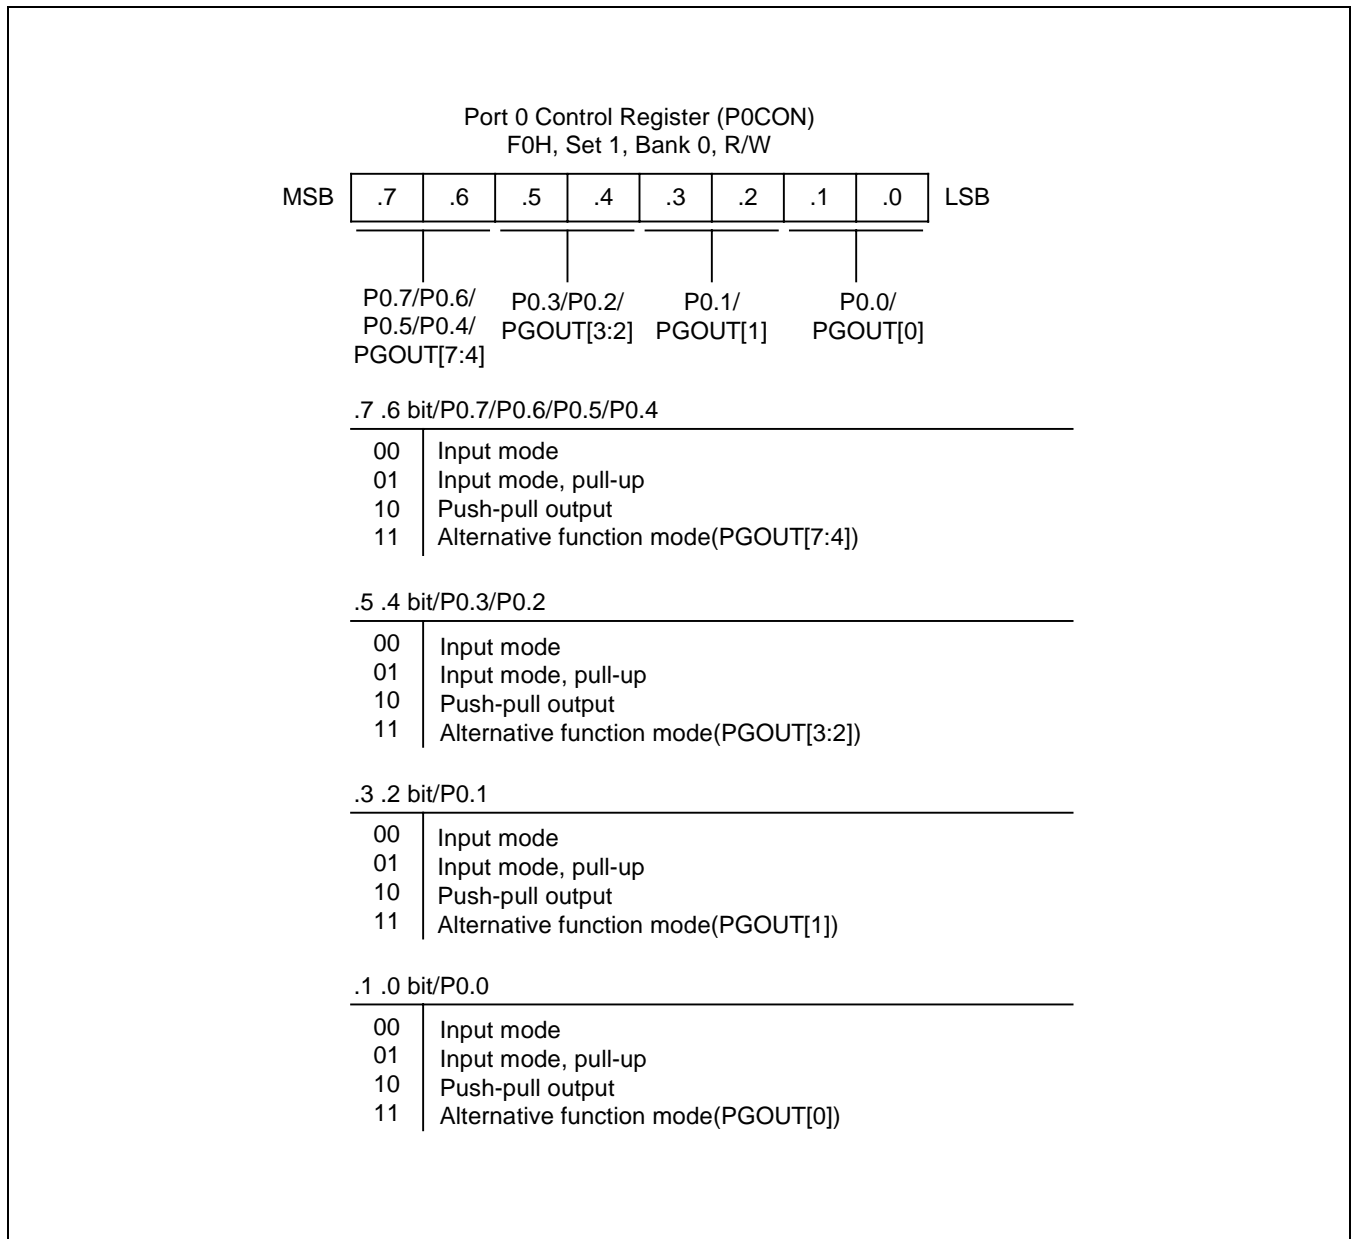 Port 0 Control Register (P0CON)
F0H, Set 1, Bank 0, R/W
MSB .7 .6 .5 .4 .3 .2 .1 .0 LSB
P0.7/P0.6/
P0.5/P0.4/
PGOUT[7:4]
P0.3/P0.2/
PGOUT[3:2]
P0.1/
PGOUT[1]
P0.0/
PGOUT[0]
.7 .6 bit/P0.7/P0.6/P0.5/P0.4
00 Input mode
01 Input mode, pull-up
10 Push-pull output
11 Alternative function mode(PGOUT[7:4])
.5 .4 bit/P0.3/P0.2
00 Input mode
01 Input mode, pull-up
10 Push-pull output
11 Alternative function mode(PGOUT[3:2])
.3 .2 bit/P0.1
00 Input mode
01 Input mode, pull-up
10 Push-pull output
11 Alternative function mode(PGOUT[1])
.1 .0 bit/P0.0
00 Input mode
01 Input mode, pull-up
10 Push-pull output
11 Alternative function mode(PGOUT[0])